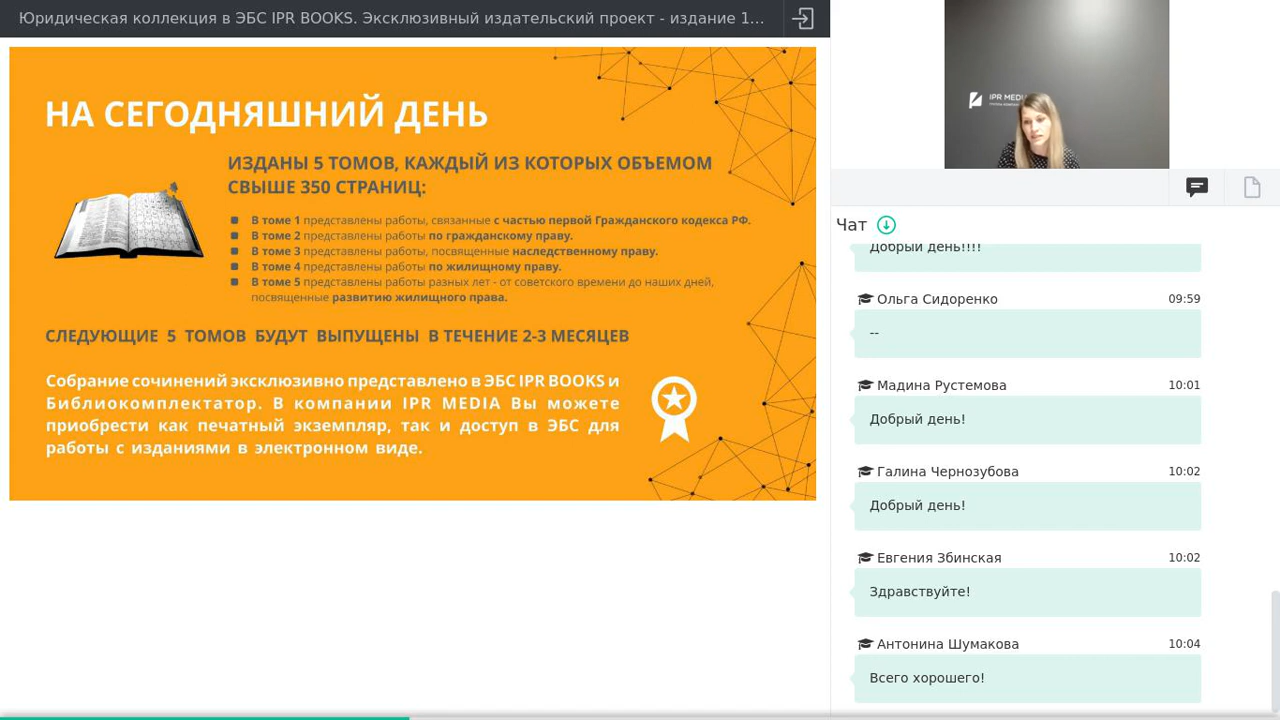 Юридическая коллекция в ЭБС IPR BOOKS. Эксклюзивный издательский проект - издание 1...
НА СЕГОДНЯШНИЙ ДЕНЬ
ИЗДАНЫ 5 ТОМОВ, КАЖДЫЙ ИЗ КОТОРЫХ ОБЪЕМОМ
СВЫШЕ 350 СТРАНИЦ:
В томе 1 представлены работы, связанные с частью первой Гражданского кодекса РФ.
В томе 2 представлены работы по гражданскому праву.
В томе 3 представлены работы, посвященные наследственному праву.
В томе 4 представлены работы по жилищному праву.
В томе 5 представлены работы разных лет - от советского времени до наших дней,
посвященные развитию жилищного права.
СЛЕДУЮЩИЕ 5 ТОМОВ БУДУТ ВЫПУЩЕНЫ В ТЕЧЕНИЕ 2-3 МЕСЯЦЕВ
Собрание сочинений эксклюзивно представлено в ЭБС IPR BOOKS и
Библиокомплектатор. В компании IPR MEDIA Вы можете
приобрести как печатный экземпляр, так и доступ в ЭБС для
работы с изданиями в электронном виде.
IPR MEDI
Чат
Добрый день!!!!
Ольга Сидоренко 09:59
--
Мадина Рустемова 10:01
Добрый день!
Галина Чернозубова 10:02
Добрый день!
Евгения Збинская 10:02
Здравствуйте!
Антонина Шумакова 10:04
Всего хорошего!